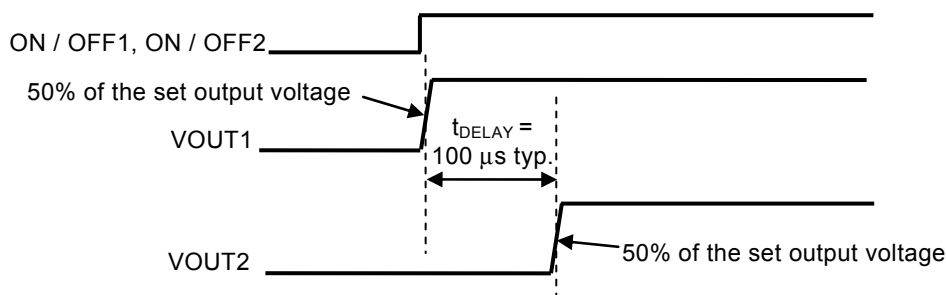 ON / OFF1, ON / OFF2
50% of the set output voltage
VOUT1
tDELAY =
100 μs typ.
VOUT2
50% of the set output voltage